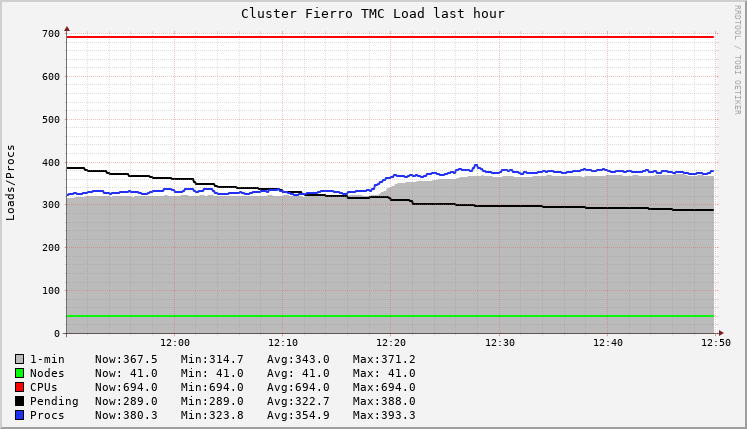 Cluster Fierro TMC Load last hour
RRDTOOL / TOBI OETIKER
Loads/Procs
700
600
500
400
300
200
100
0
12:00 12:10 12:20 12:30 12:40 12:50
1-min Now:367.5 Min:314.7 Avg:343.0 Max:371.2
Nodes Now: 41.0 Min: 41.0 Avg: 41.0 Max: 41.0
CPUs Now:694.0 Min:694.0 Avg:694.0 Max:694.0
Pending Now:289.0 Min:289.0 Avg:322.7 Max:388.0
Procs Now:380.3 Min:323.8 Avg:354.9 Max:393.3